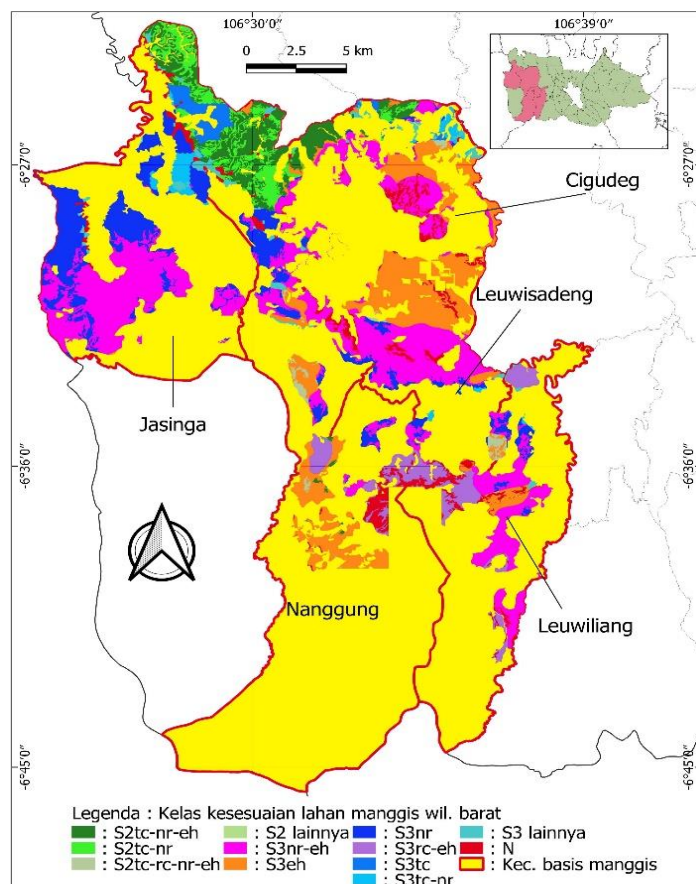 106°30'0" 106°39'0"
0 2.5 5 km
-6°27'0" -6°27'0"
Cigudeg
Leuwisadeng
Jasinga
-6°36'0" -6°36'0"
Nanggung
Leuwiliang
-6°45'0" -6°45'0"
Legenda : Kelas kesesuaian lahan manggis wil. barat
: S2tc-nr-eh : S2 lainnya : S3nr : S3 lainnya
: S2tc-nr : S3nr-eh : S3rc-eh : N
: S2tc-rc-nr-eh : S3eh : S3tc : Kec. basis manggis
: S3tc-nr